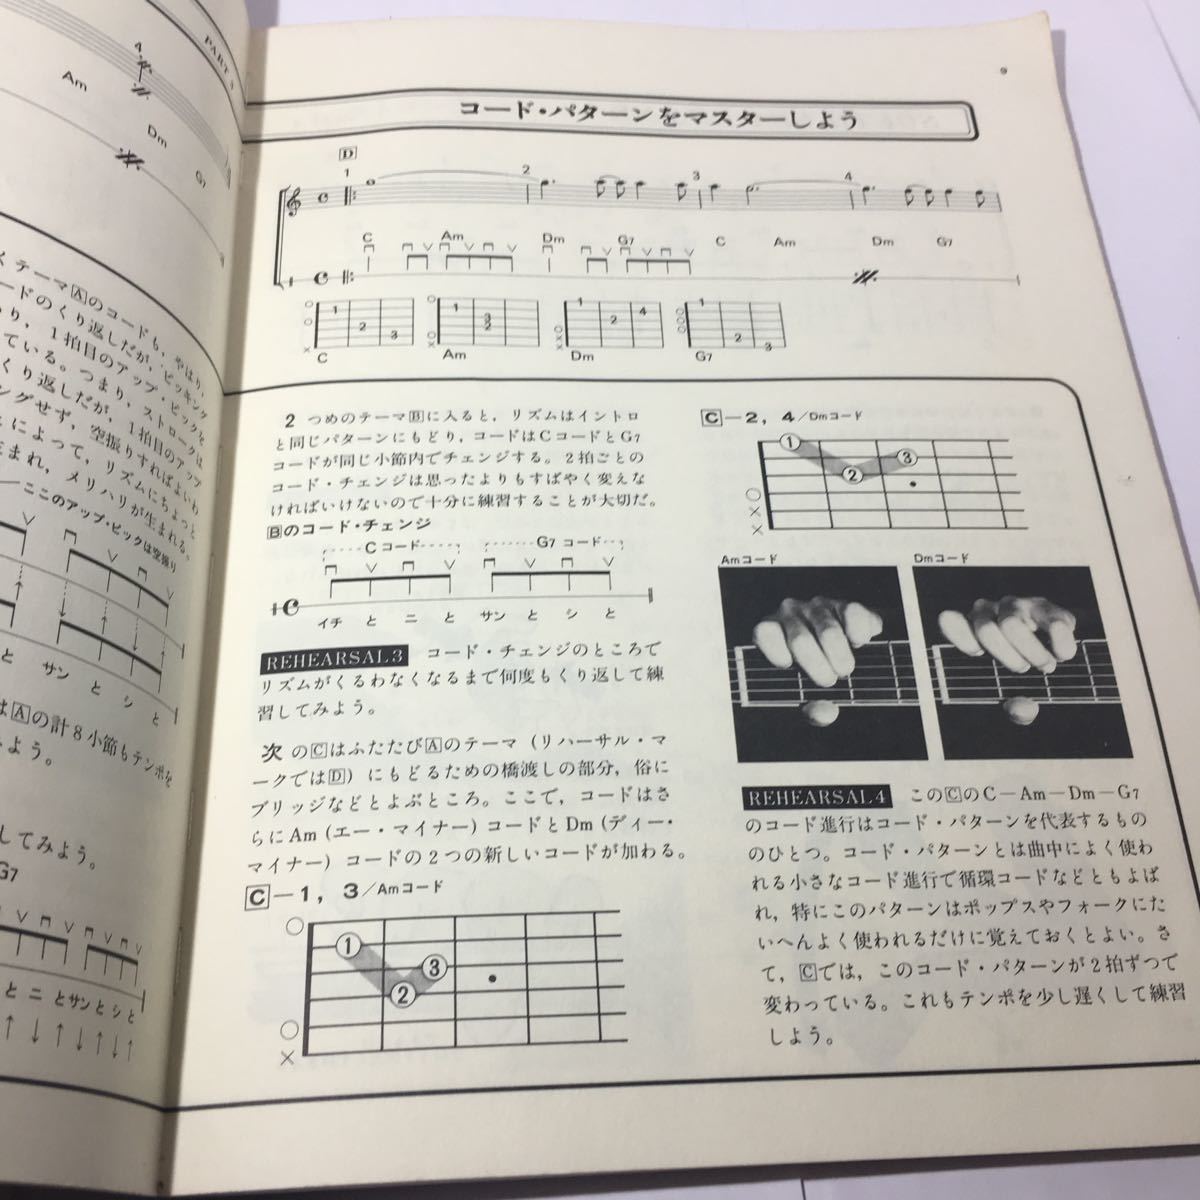 PART 3
4
Am
Dm
G7
く テーマAのコードも，やはり，
ードのくり返しだが，ピッキング
り，1拍目のアップ・ピックを
ている。つまり，ストロークは
くり返しだが，1拍目のアップ
ングせず，空振りすればよいわ
とによって，リズムにちょっと
まれ，メリハリが生まれる。
ここのアップ・ピックは空振り
と サン と シ と
はAの計8小節もテンポを
よう。
してみよう。
G7
と ニ と サン と シ と
9
コード・パターンをマスターしよう
D
1 2 3 4
C Am Dm G7 C Am Dm G7
1 2 3
C
1 3 2
Am
1 2 4
Dm
1 2 3
G7
2 つめのテーマBに入ると，リズムはイントロ
と同じパターンにもどり，コードはCコードとG7
コードが同じ小節内でチェンジする。2拍ごとの
コード・チェンジは思ったよりもすばやく変えな
ければいけないので十分に練習することが大切だ。
Bのコード・チェンジ
Cコード G7コード
イチ と ニ と サン と シ と
REHEARSAL3 コード・チェンジのところで
リズムがくるわなくなるまで何度もくり返して練
習してみよう。
次のCはふたたびAのテーマ（リハーサル・マ
ークではD）にもどるための橋渡しの部分，俗に
ブリッジなどとよぶところ。ここで，コードはさ
らにAm（エー・マイナー）コードとDm（ディー・
マイナー）コードの2つの新しいコードが加わる。
C－1，3／Amコード
1 3 2
C－2，4／Dmコード
1 2 3
Amコード
Dmコード
REHEARSAL4 このCのC－Am－Dm－G7
のコード進行はコード・パターンを代表するもの
のひとつ。コード・パターンとは曲中によく使わ
れる小さなコード進行で循環コードなどともよば
れ，特にこのパターンはポップスやフォークにた
いへんよく使われるだけに覚えておくとよい。さ
て，Cでは，このコード・パターンが2拍ずつで
変わっている。これもテンポを少し遅くして練習
しよう。